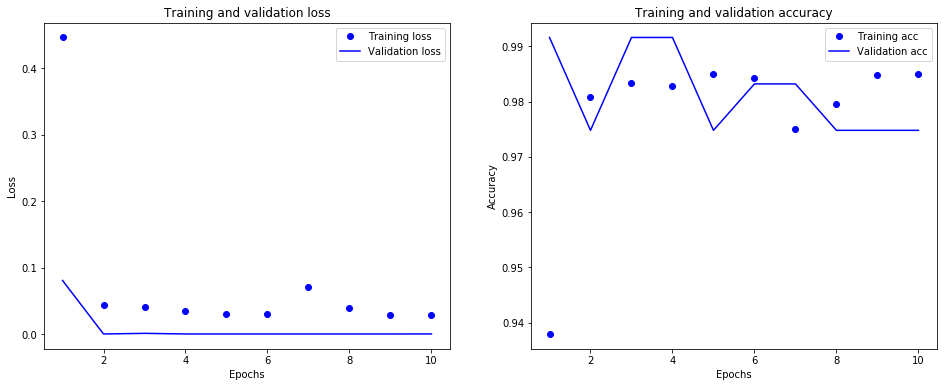 Training and validation loss
Training loss
Validation loss
0.4
0.3
0.2
0.1
0.0
Loss
2
4
6
8
10
Epochs
Training and validation accuracy
Training acc
Validation acc
0.99
0.98
0.97
0.96
0.95
0.94
Accuracy
2
4
6
8
10
Epochs